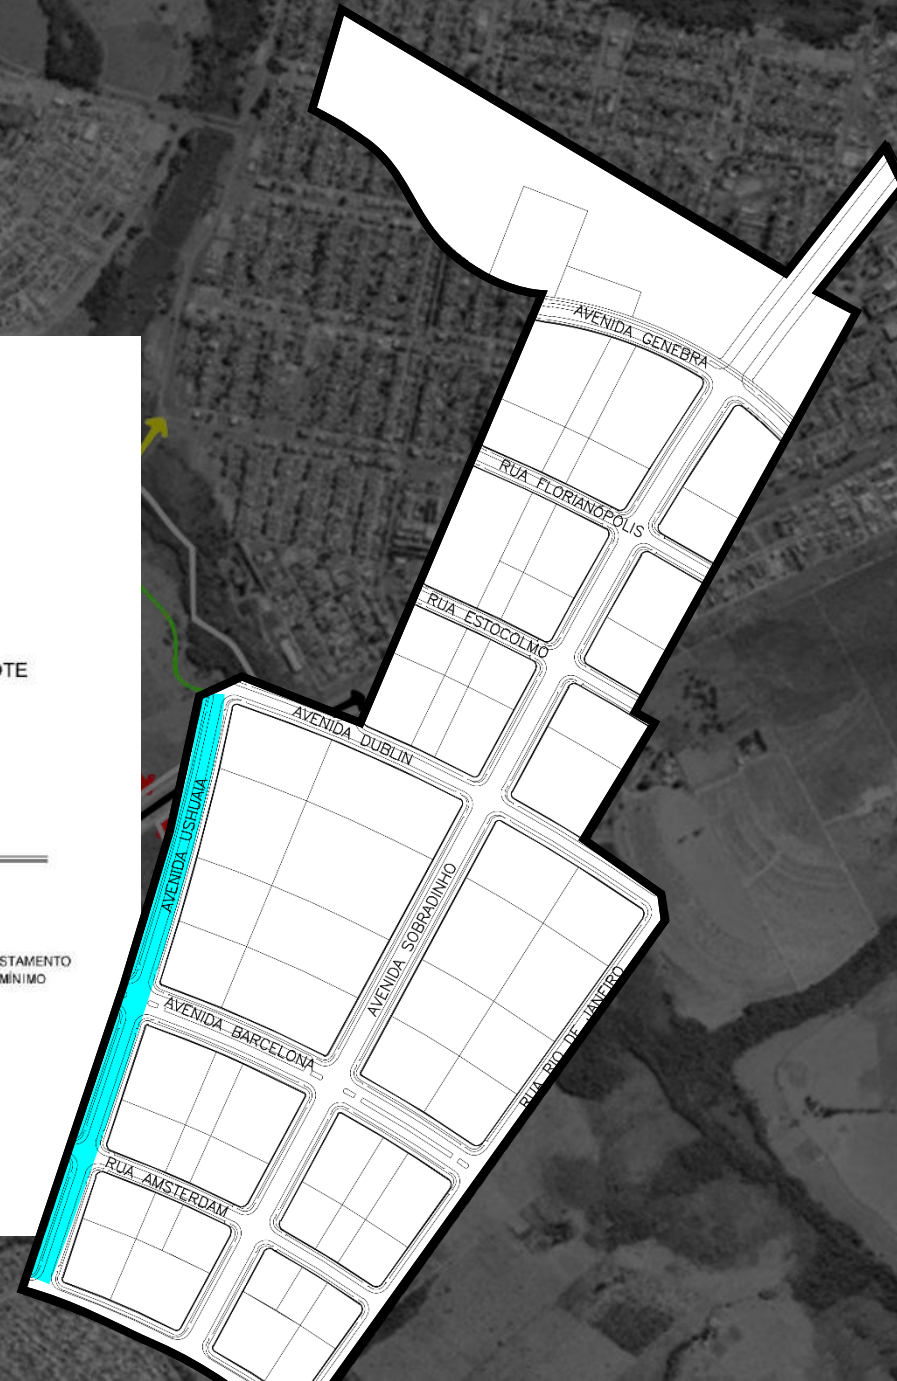 AVENIDA GENEBRA
RUA FLORIANÓPOLIS
RUA ESTOCOLMO
OTE
AVENIDA DUBLIN
AVENIDA USHUAIA
AVENIDA SOBRADINHO
STAMENTO
MÍNIMO
RUA RIO DE JANEIRO
AVENIDA BARCELONA
RUA AMSTERDAM